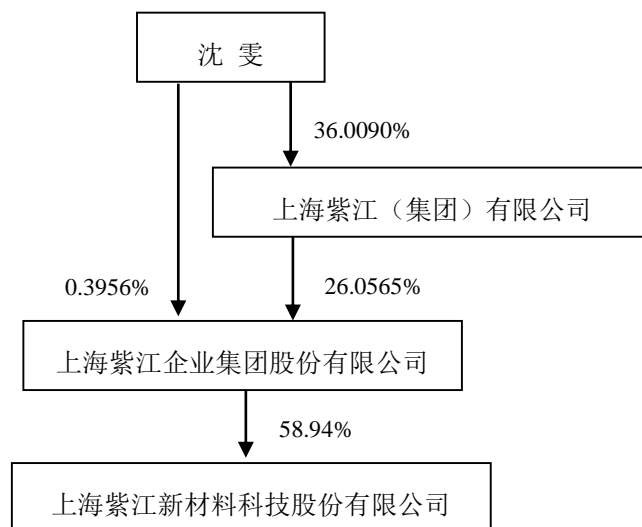 沈 雯
36.0090%
上海紫江（集团）有限公司
0.3956%
26.0565%
上海紫江企业集团股份有限公司
58.94%
上海紫江新材料科技股份有限公司